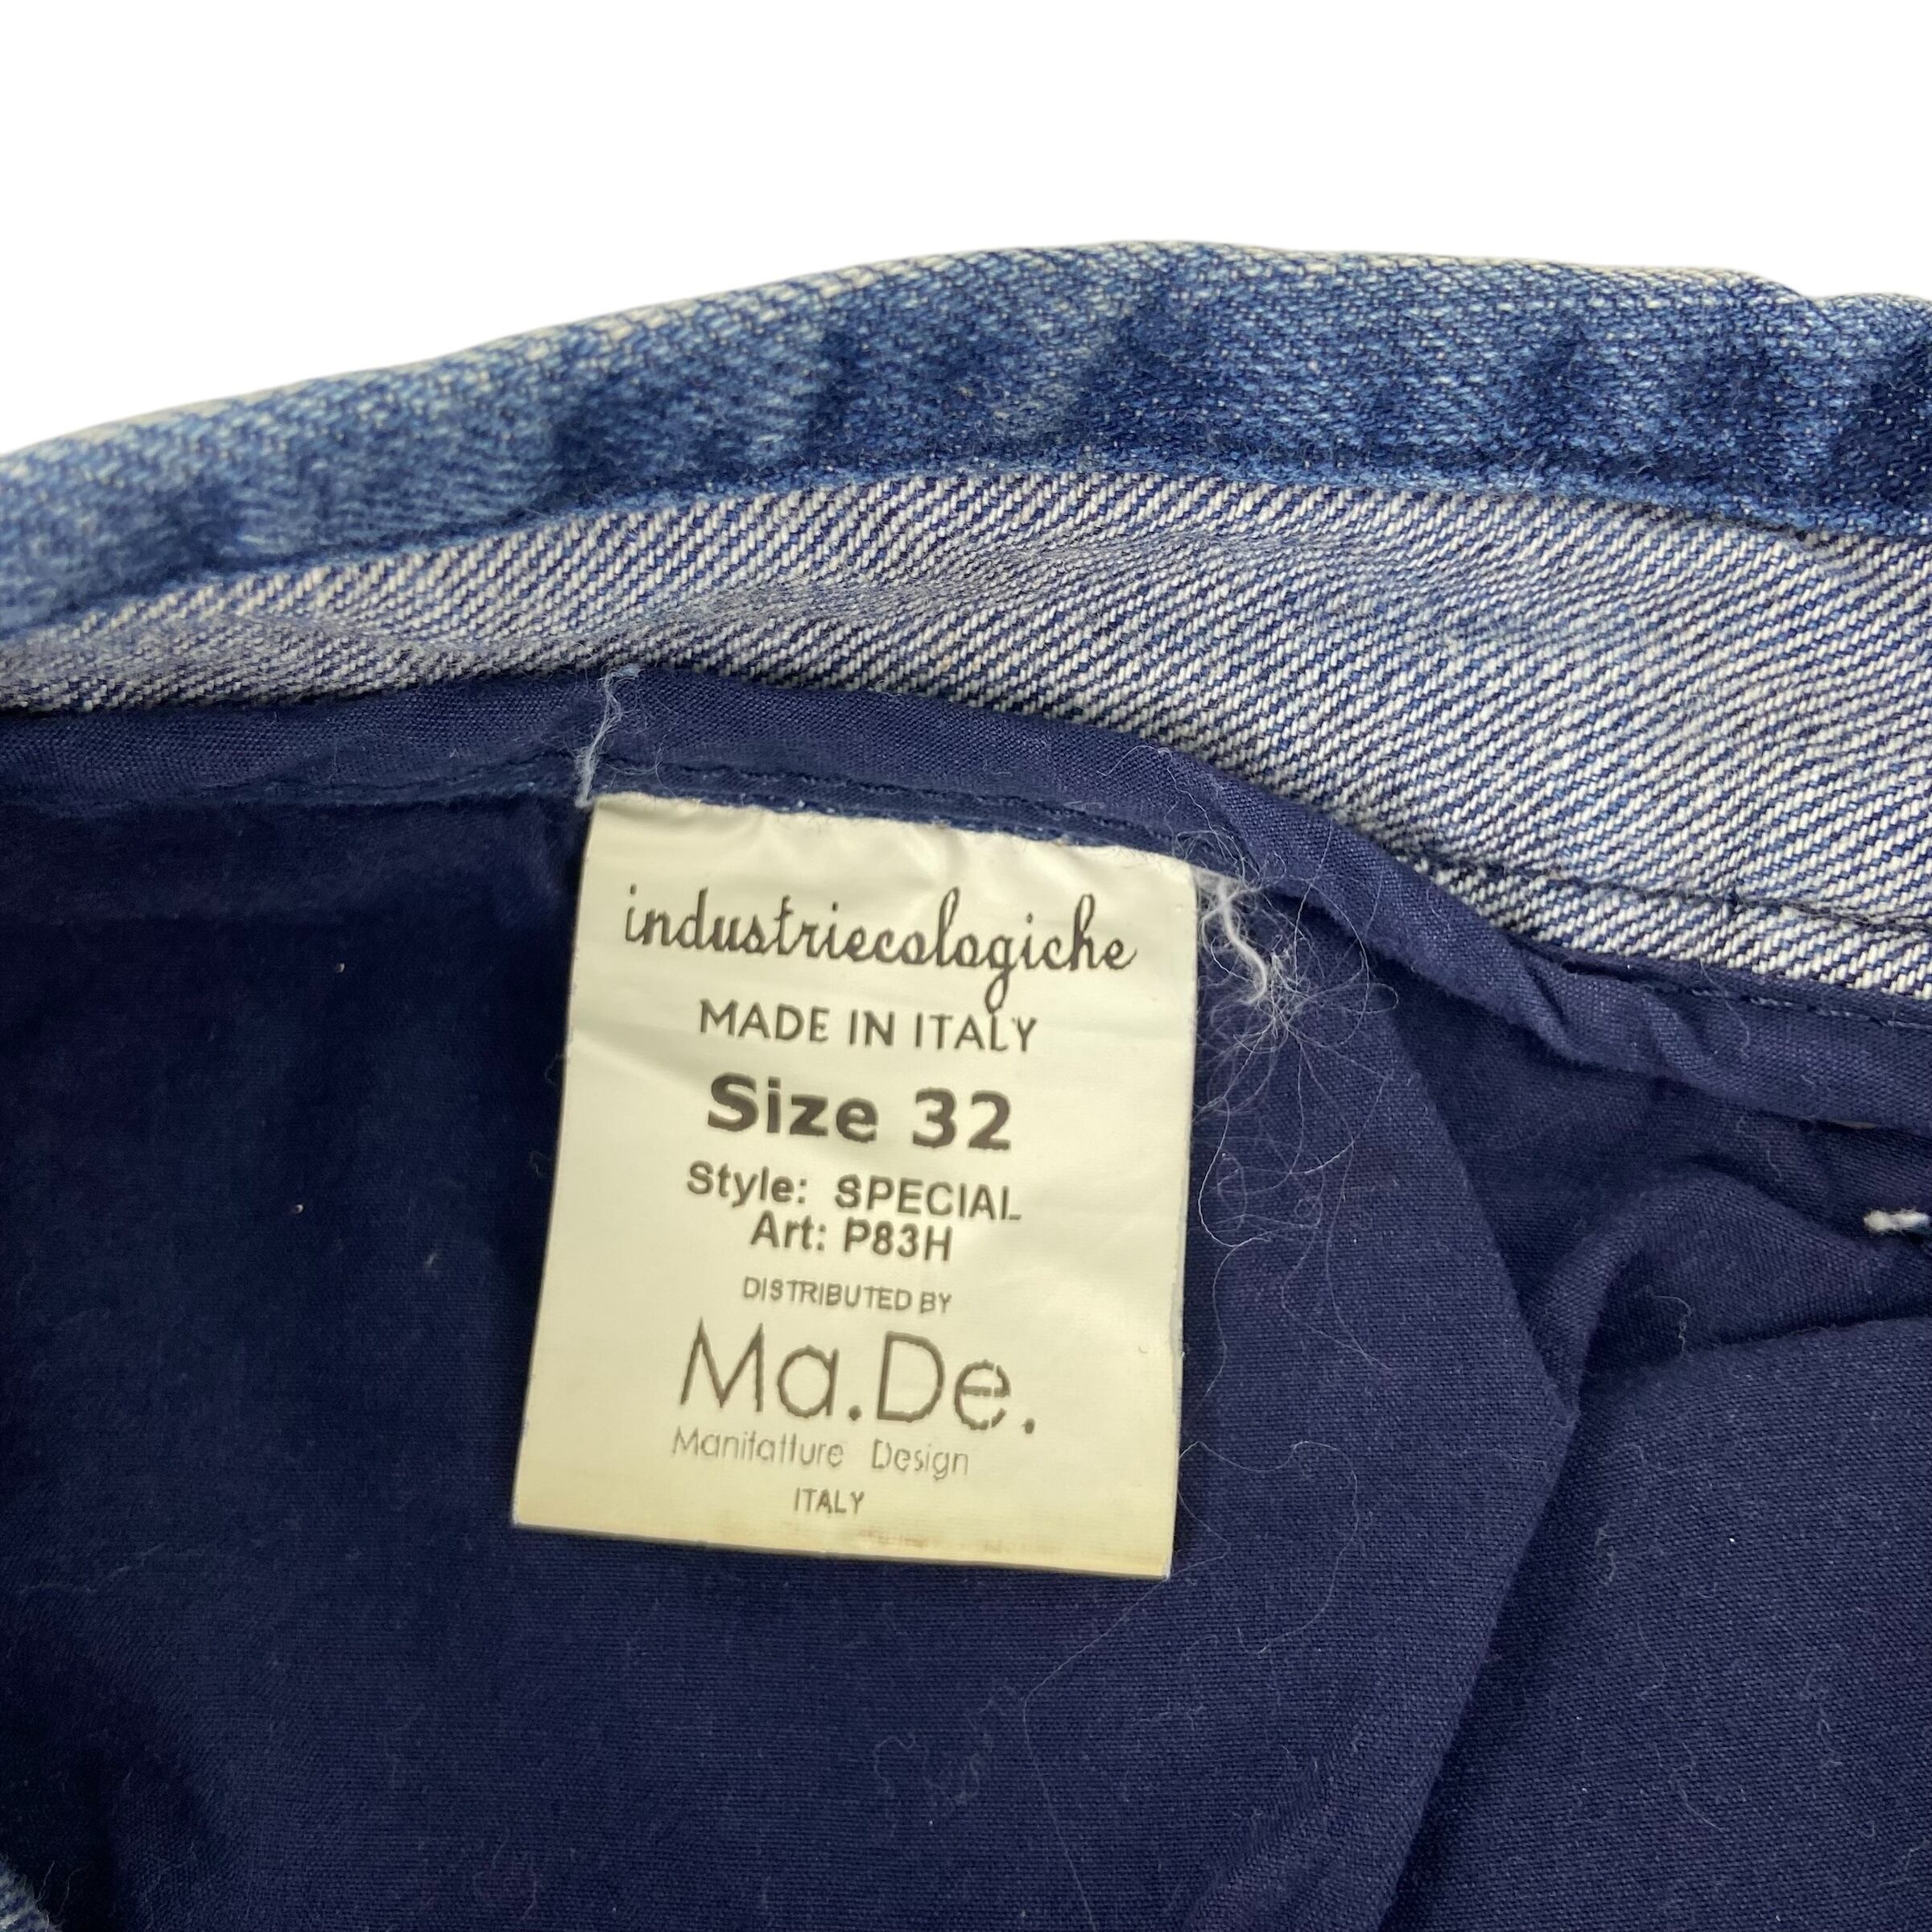 industriecologiche
MADE IN ITALY
Size 32
Style: SPECIAL
Art: P83H
DISTRIBUTED BY
Ma.De.
Manifatture Design
ITALY